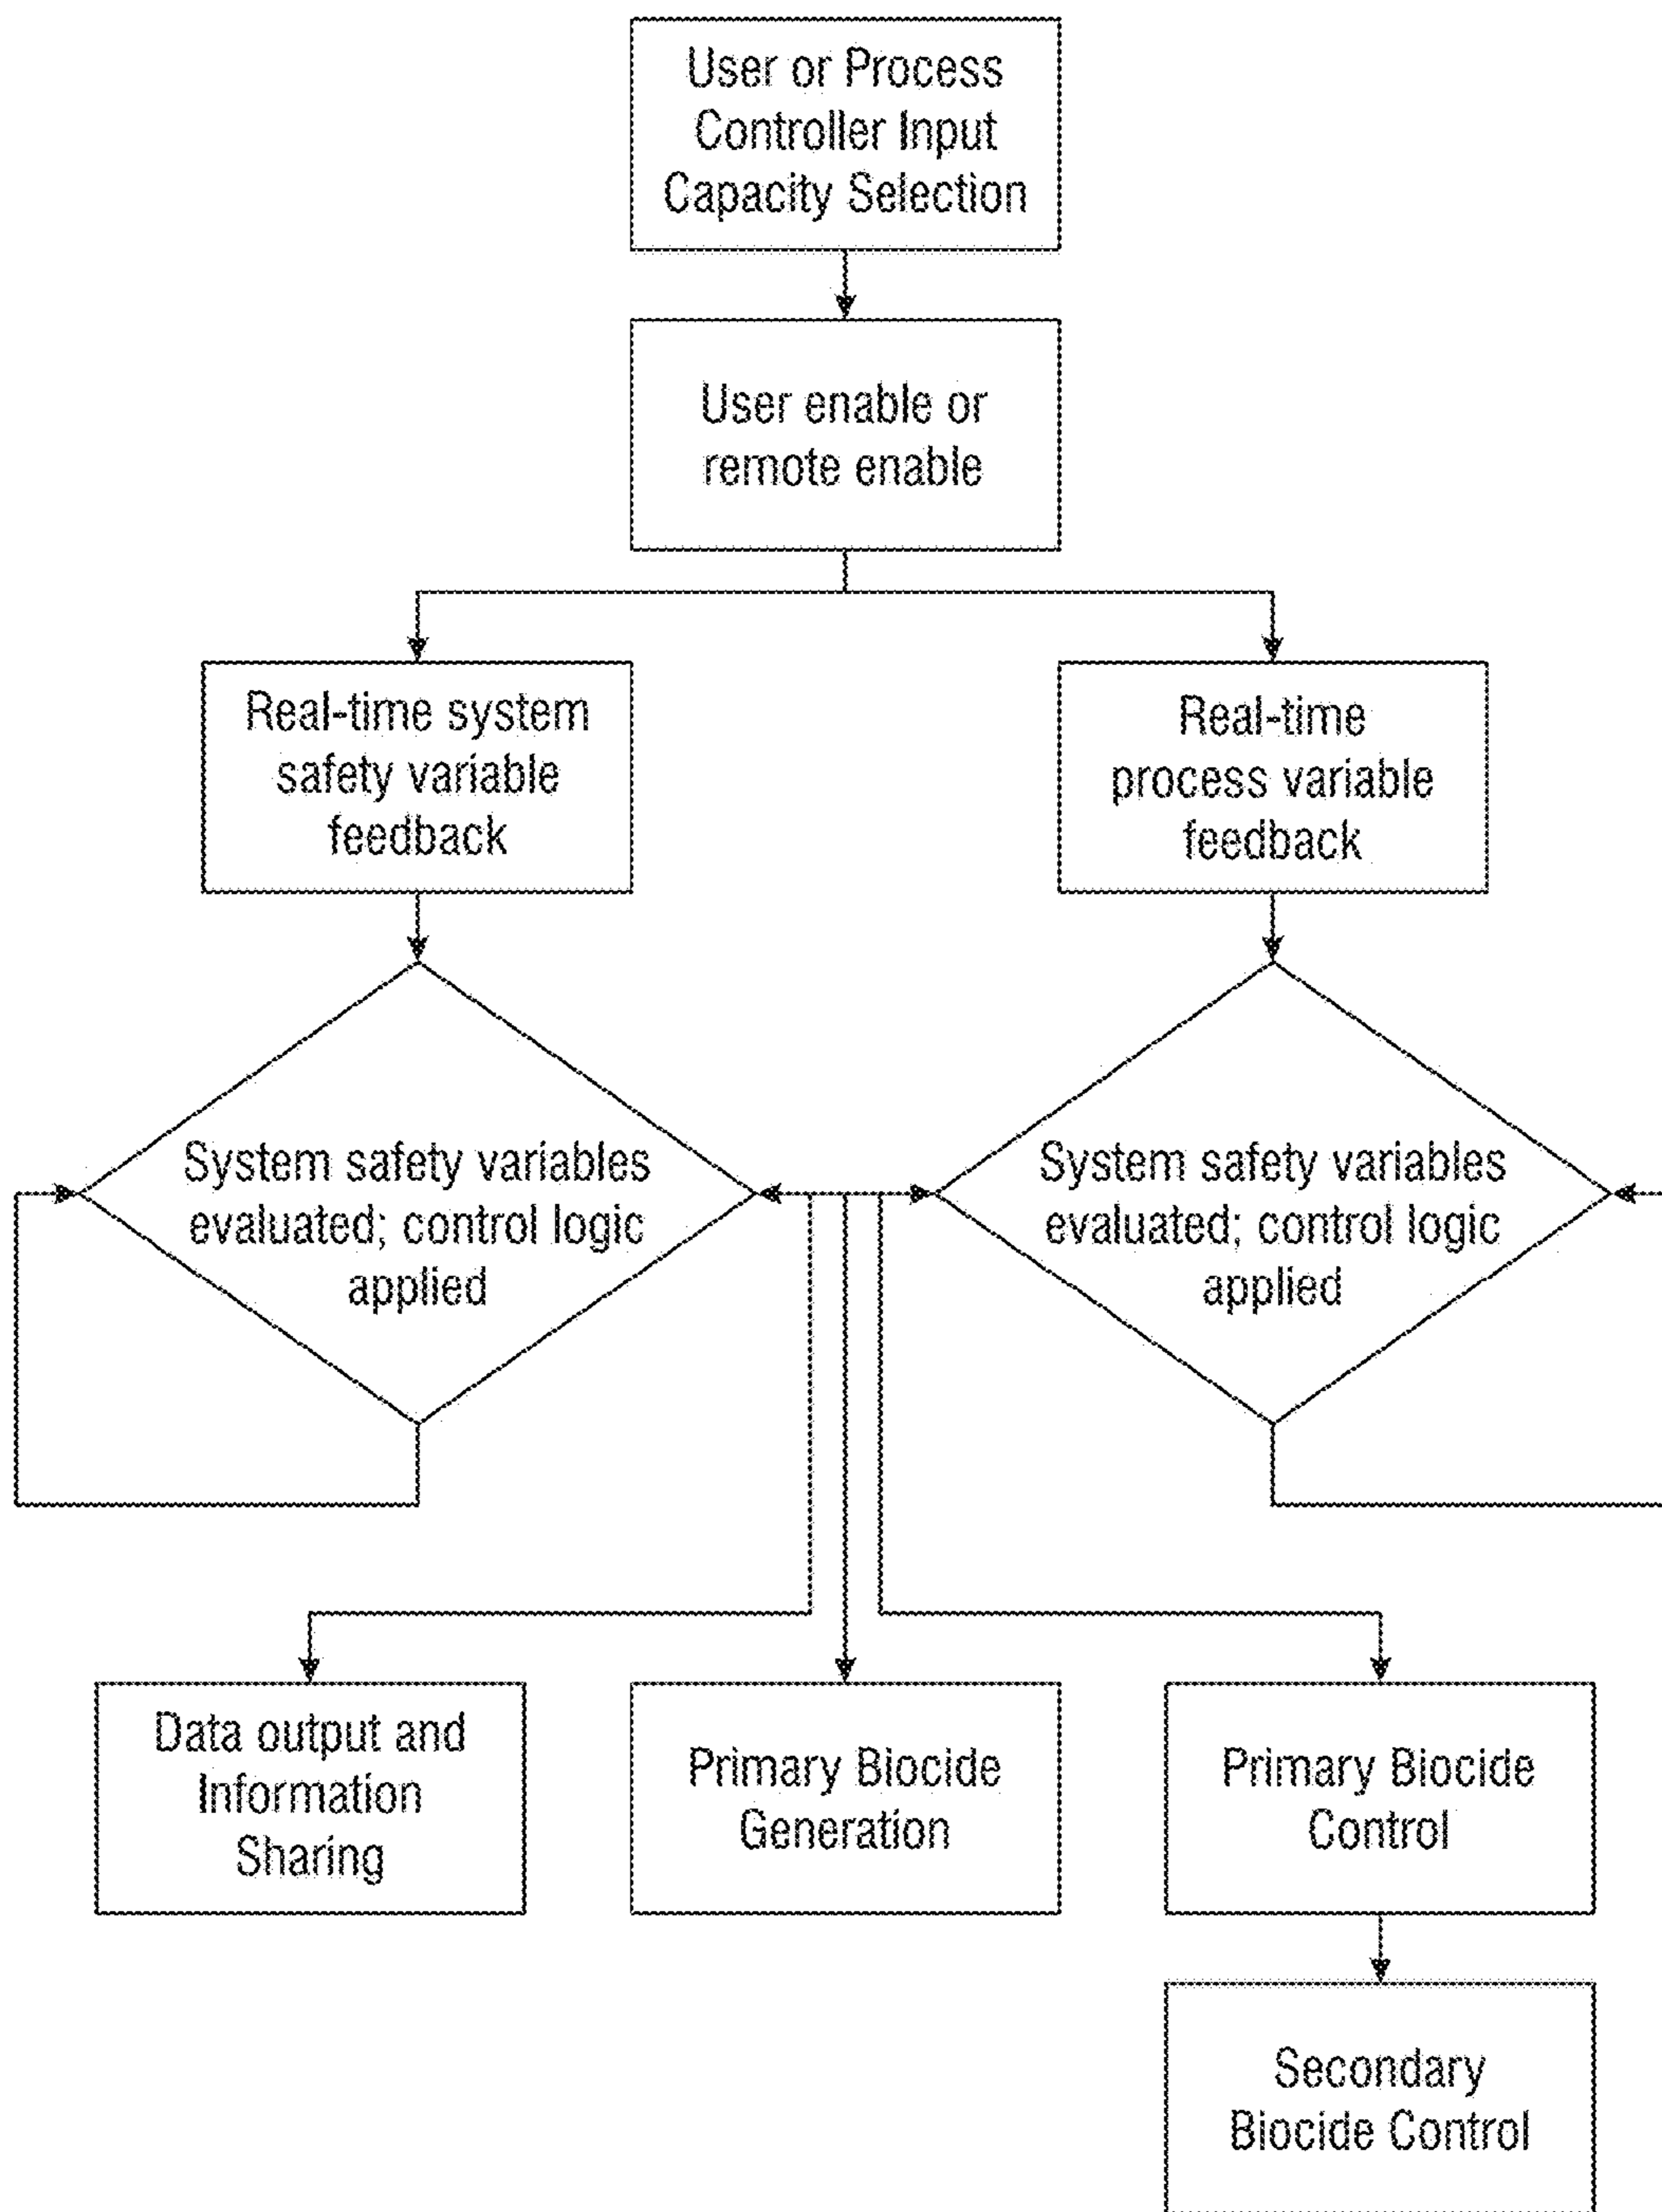 User or Process
Controller Input
Capacity Selection
User enable or
remote enable
Real-time system
safety variable
feedback
Real-time
process variable
feedback
System safety variables
evaluated; control logic
applied
System safety variables
evaluated; control logic
applied
Data output and
Information
Sharing
Primary Biocide
Generation
Primary Biocide
Control
Secondary
Biocide Control